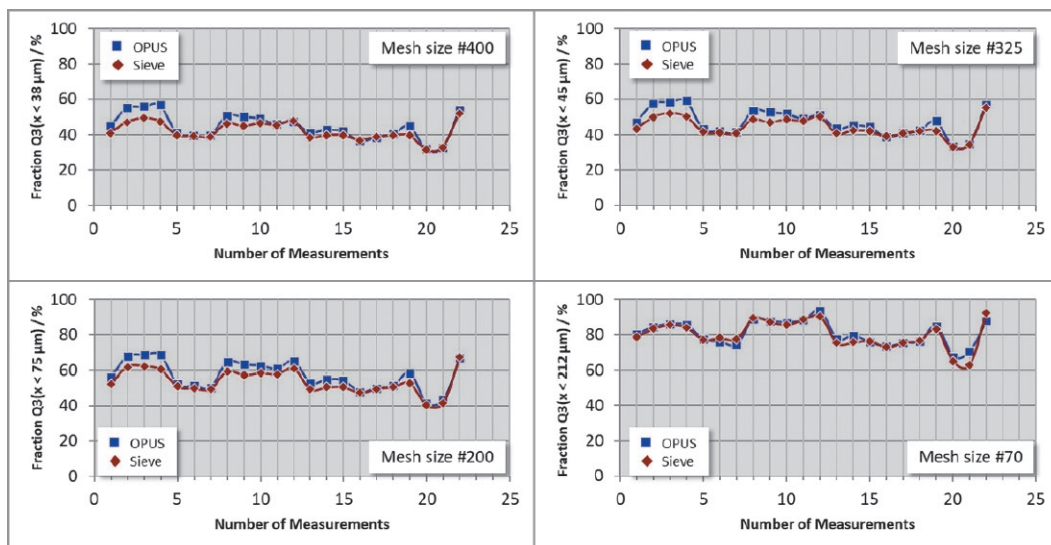 Fraction Q3(x < 38 µm) / %
100
80
60
40
20
0
OPUS
Sieve
Mesh size #400
0 5 10 15 20 25
Number of Measurements
Fraction Q3(x < 45 µm) / %
100
80
60
40
20
0
OPUS
Sieve
Mesh size #325
0 5 10 15 20 25
Number of Measurements
Fraction Q3(x < 75 µm) / %
100
80
60
40
20
0
OPUS
Sieve
Mesh size #200
0 5 10 15 20 25
Number of Measurements
Fraction Q3(x < 212 µm) / %
100
80
60
40
20
0
OPUS
Sieve
Mesh size #70
0 5 10 15 20 25
Number of Measurements